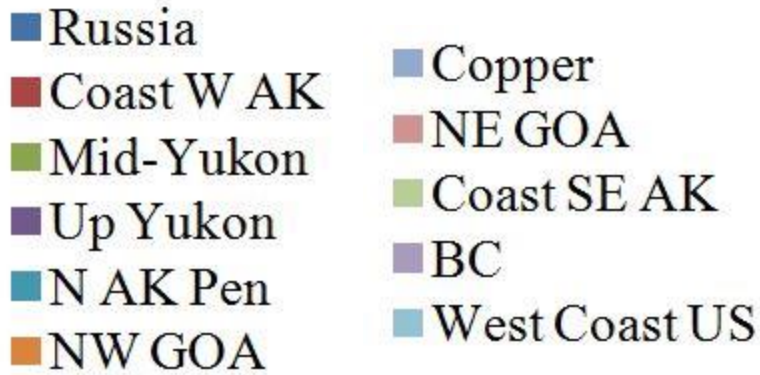 Russia
Coast W AK
Mid-Yukon
Up Yukon
N AK Pen
NW GOA
Copper
NE GOA
Coast SE AK
BC
West Coast US